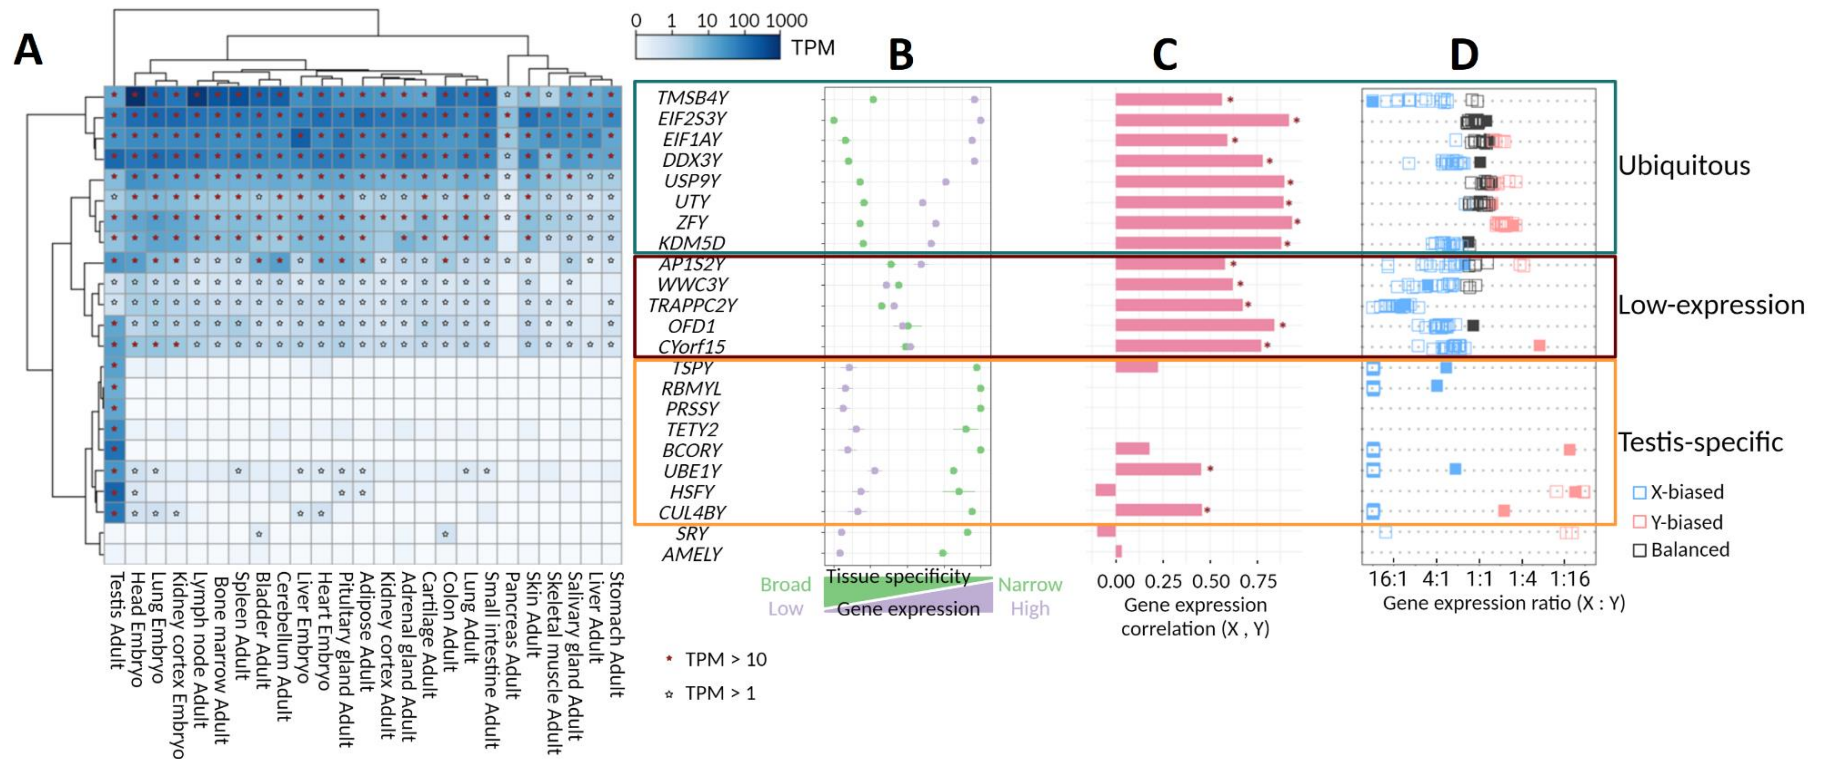 A
0 1 10 100 1000
TPM
B
C
D
TMSB4Y
EIF2S3Y
EIF1AY
DDX3Y
USP9Y
UTY
ZFY
KDM5D
Ubiquitous
AP1S2Y
WWC3Y
TRAPPC2Y
OFD1
CYorf15
Low-expression
TSPY
RBMYL
PRSSY
TETY2
BCORY
UBE1Y
HSFY
CUL4BY
Testis-specific
SRY
AMELY
X-biased
Y-biased
Balanced
Testis Adult
Head Embryo
Lung Embryo
Kidney cortex Embryo
Lymph node Adult
Bone marrow Adult
Spleen Adult
Bladder Adult
Cerebellum Adult
Liver Embryo
Heart Embryo
Pituitary gland Adult
Adipose Adult
Kidney cortex Adult
Adrenal gland Adult
Cartilage Adult
Colon Adult
Lung Adult
Small intestine Adult
Pancreas Adult
Skin Adult
Skeletal muscle Adult
Salivary gland Adult
Liver Adult
Stomach Adult
Broad Tissue specificity Narrow
Low Gene expression High
0.00 0.25 0.50 0.75
Gene expression
correlation (X , Y)
16:1 4:1 1:1 1:4 1:16
Gene expression ratio (X : Y)
TPM > 10
TPM > 1